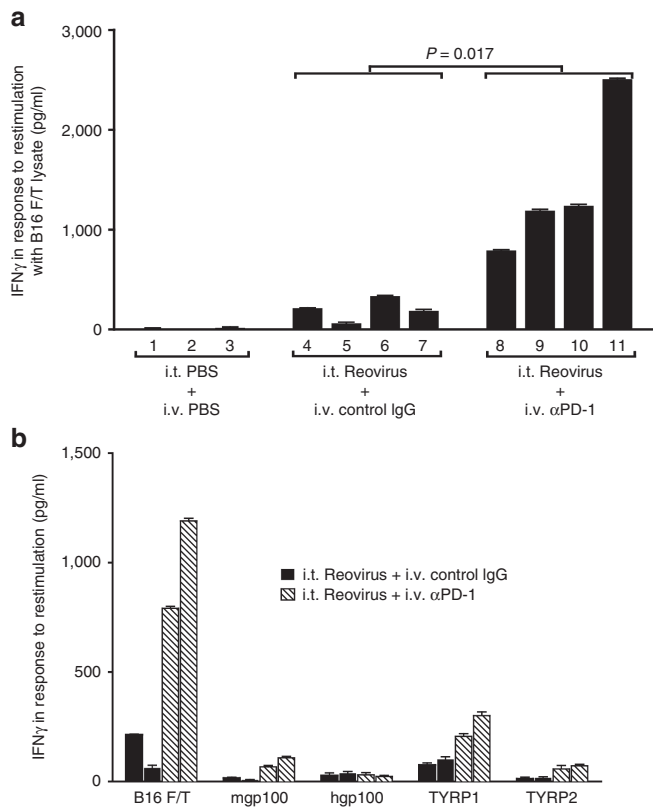 a
IFNγ in response to restimulation
with B16 F/T lysate (pg/ml)
3,000
2,000
1,000
0
P = 0.017
1 2 3 4 5 6 7 8 9 10 11
i.t. PBS
+
i.v. PBS
i.t. Reovirus
+
i.v. control IgG
i.t. Reovirus
+
i.v. αPD-1
b
IFNγ in response to restimulation (pg/ml)
1,500
1,000
500
0
i.t. Reovirus + i.v. control IgG
i.t. Reovirus + i.v. αPD-1
B16 F/T mgp100 hgp100 TYRP1 TYRP2